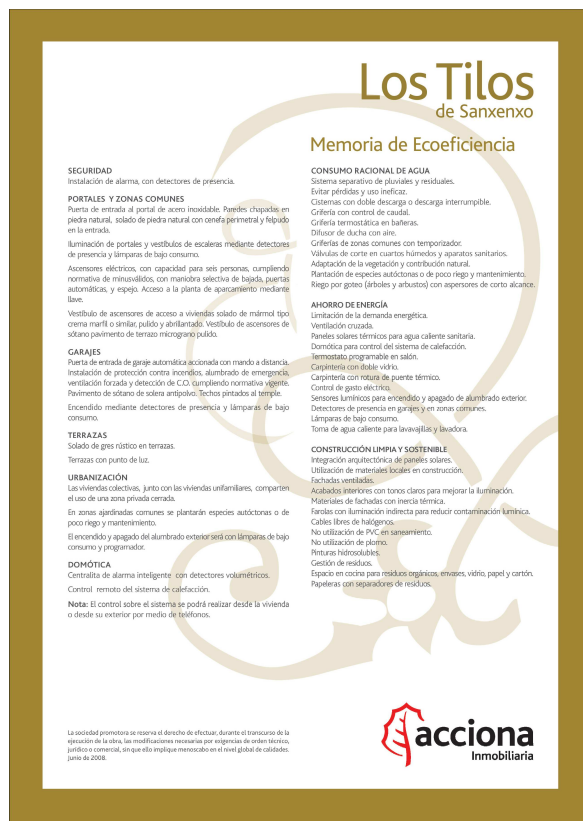 Los Tilos
de Sanxenxo
Memoria de Ecoeficiencia
SEGURIDAD
Instalación de alarma, con detectores de presencia.
PORTALES Y ZONAS COMUNES
Puerta de entrada al portal de acero inoxidable. Paredes chapadas en
piedra natural, solado de piedra natural con cenefa perimetral y felpudo
en la entrada.
Iluminación de portales y vestíbulos de escaleras mediante detectores
de presencia y lámparas de bajo consumo.
Ascensores eléctricos, con capacidad para seis personas, cumpliendo
normativa de minusválidos, con maniobra selectiva de bajada, puertas
automáticas, y espejo. Acceso a la planta de aparcamiento mediante
llave.
Vestíbulo de ascensores de acceso a viviendas solado de mármol tipo
crema marfil o similar, pulido y abrillantado. Vestíbulo de ascensores de
sótano pavimento de terrazo micrograno pulido.
GARAJES
Puerta de entrada de garaje automática accionada con mando a distancia.
Instalación de protección contra incendios, alumbrado de emergencia,
ventilación forzada y detección de C.O. cumpliendo normativa vigente.
Pavimento de sótano de solera antipolvo. Techos pintados al temple.
Encendido mediante detectores de presencia y lámparas de bajo
consumo.
TERRAZAS
Solado de gres rústico en terrazas.
Terrazas con punto de luz.
URBANIZACIÓN
Las viviendas colectivas, junto con las viviendas unifamiliares, comparten
el uso de una zona privada cerrada.
En zonas ajardinadas comunes se plantarán especies autóctonas o de
poco riego y mantenimiento.
El encendido y apagado del alumbrado exterior será con lámparas de bajo
consumo y programador.
DOMÓTICA
Centralita de alarma inteligente con detectores volumétricos.
Control remoto del sistema de calefacción.
Nota: El control sobre el sistema se podrá realizar desde la vivienda
o desde su exterior por medio de teléfonos.
CONSUMO RACIONAL DE AGUA
Sistema separativo de pluviales y residuales.
Evitar pérdidas y uso ineficaz.
Cisternas con doble descarga o descarga interrumpible.
Grifería con control de caudal.
Grifería termostática en bañeras.
Difusor de ducha con aire.
Griferías de zonas comunes con temporizador.
Válvulas de corte en cuartos húmedos y aparatos sanitarios.
Adaptación de la vegetación y contribución natural.
Plantación de especies autóctonas o de poco riego y mantenimiento.
Riego por goteo (árboles y arbustos) con aspersores de corto alcance.
AHORRO DE ENERGÍA
Limitación de la demanda energética.
Ventilación cruzada.
Paneles solares térmicos para agua caliente sanitaria.
Domótica para control del sistema de calefacción.
Termostato programable en salón.
Carpintería con doble vidrio.
Carpintería con rotura de puente térmico.
Control de gasto eléctrico.
Sensores lumínicos para encendido y apagado de alumbrado exterior.
Detectores de presencia en garajes y en zonas comunes.
Lámparas de bajo consumo.
Toma de agua caliente para lavavajillas y lavadora.
CONSTRUCCIÓN LIMPIA Y SOSTENIBLE
Integración arquitectónica de paneles solares.
Utilización de materiales locales en construcción.
Fachadas ventiladas.
Acabados interiores con tonos claros para mejorar la iluminación.
Materiales de fachadas con inercia térmica.
Farolas con iluminación indirecta para reducir contaminación lumínica.
Cables libres de halógenos.
No utilización de PVC en saneamiento.
No utilización de plomo.
Pinturas hidrosolubles.
Gestión de residuos.
Espacio en cocina para residuos orgánicos, envases, vidrio, papel y cartón.
Papeleras con separadores de residuos.
La sociedad promotora se reserva el derecho de efectuar, durante el transcurso de la
ejecución de la obra, las modificaciones necesarias por exigencias de orden técnico,
jurídico o comercial, sin que ello implique menoscabo en el nivel global de calidades.
Junio de 2008.
acciona
Inmobiliaria